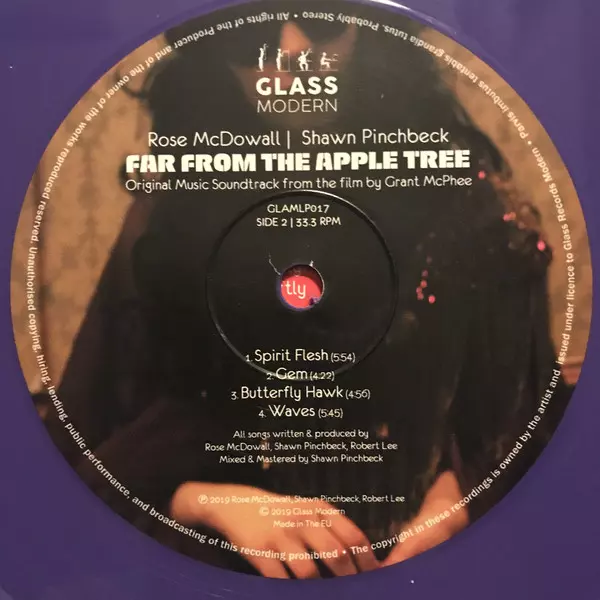 GLASS
MODERN
Rose McDowall | Shawn Pinchbeck
FAR FROM THE APPLE TREE
Original Music Soundtrack from the film by Grant McPhee
GLAMLP017
SIDE 2 | 33.3 RPM
tly
1. Spirit Flesh (5:54)
2. Gem (4:22)
3. Butterfly Hawk (4:56)
4. Waves (5:45)
All songs written & produced by
Rose McDowall, Shawn Pinchbeck, Robert Lee
Mixed & Mastered by Shawn Pinchbeck
℗ 2019 Rose McDowall, Shawn Pinchbeck, Robert Lee
© 2019 Glass Modern
Made in The EU
• All rights of the Producer and of the owner of the works reproduced reserved. Unauthorised copying, hiring, lending, public performance, and broadcasting of this recording prohibited • The copyright in these recordings is owned by the artist and issued under licence to Glass Records Modern • Parvis imbutus tentabis grandia tutus. Probably Stereo